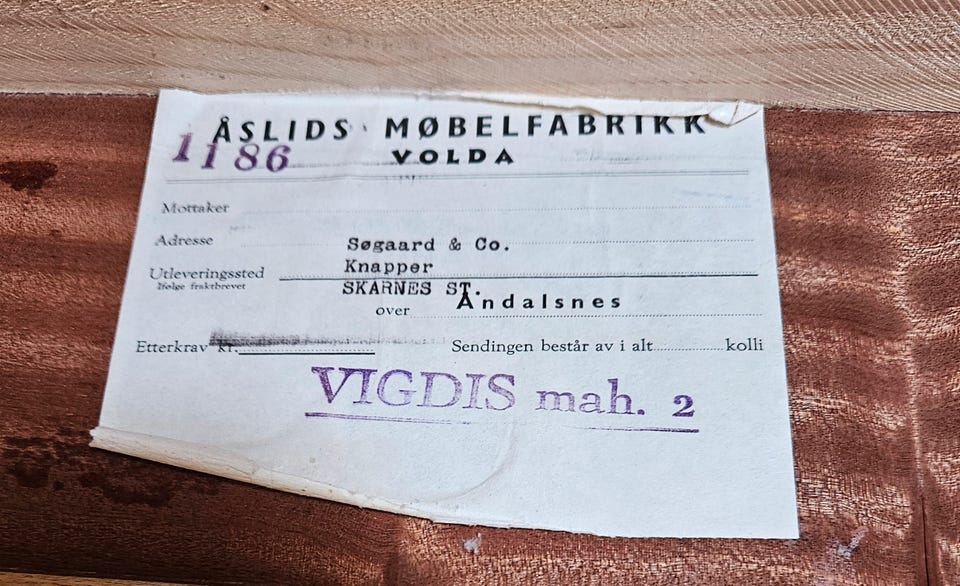 ÅSLIDS MØBELFABRIKK
1186
VOLDA
Mottaker
Adresse
Søgaard & Co.
Utleveringssted
Knapper
Ifølge fraktbrevet
SKARNES ST.
over Åndalsnes
Etterkrav kr. Sendingen består av i alt kolli
VIGDIS mah. 2